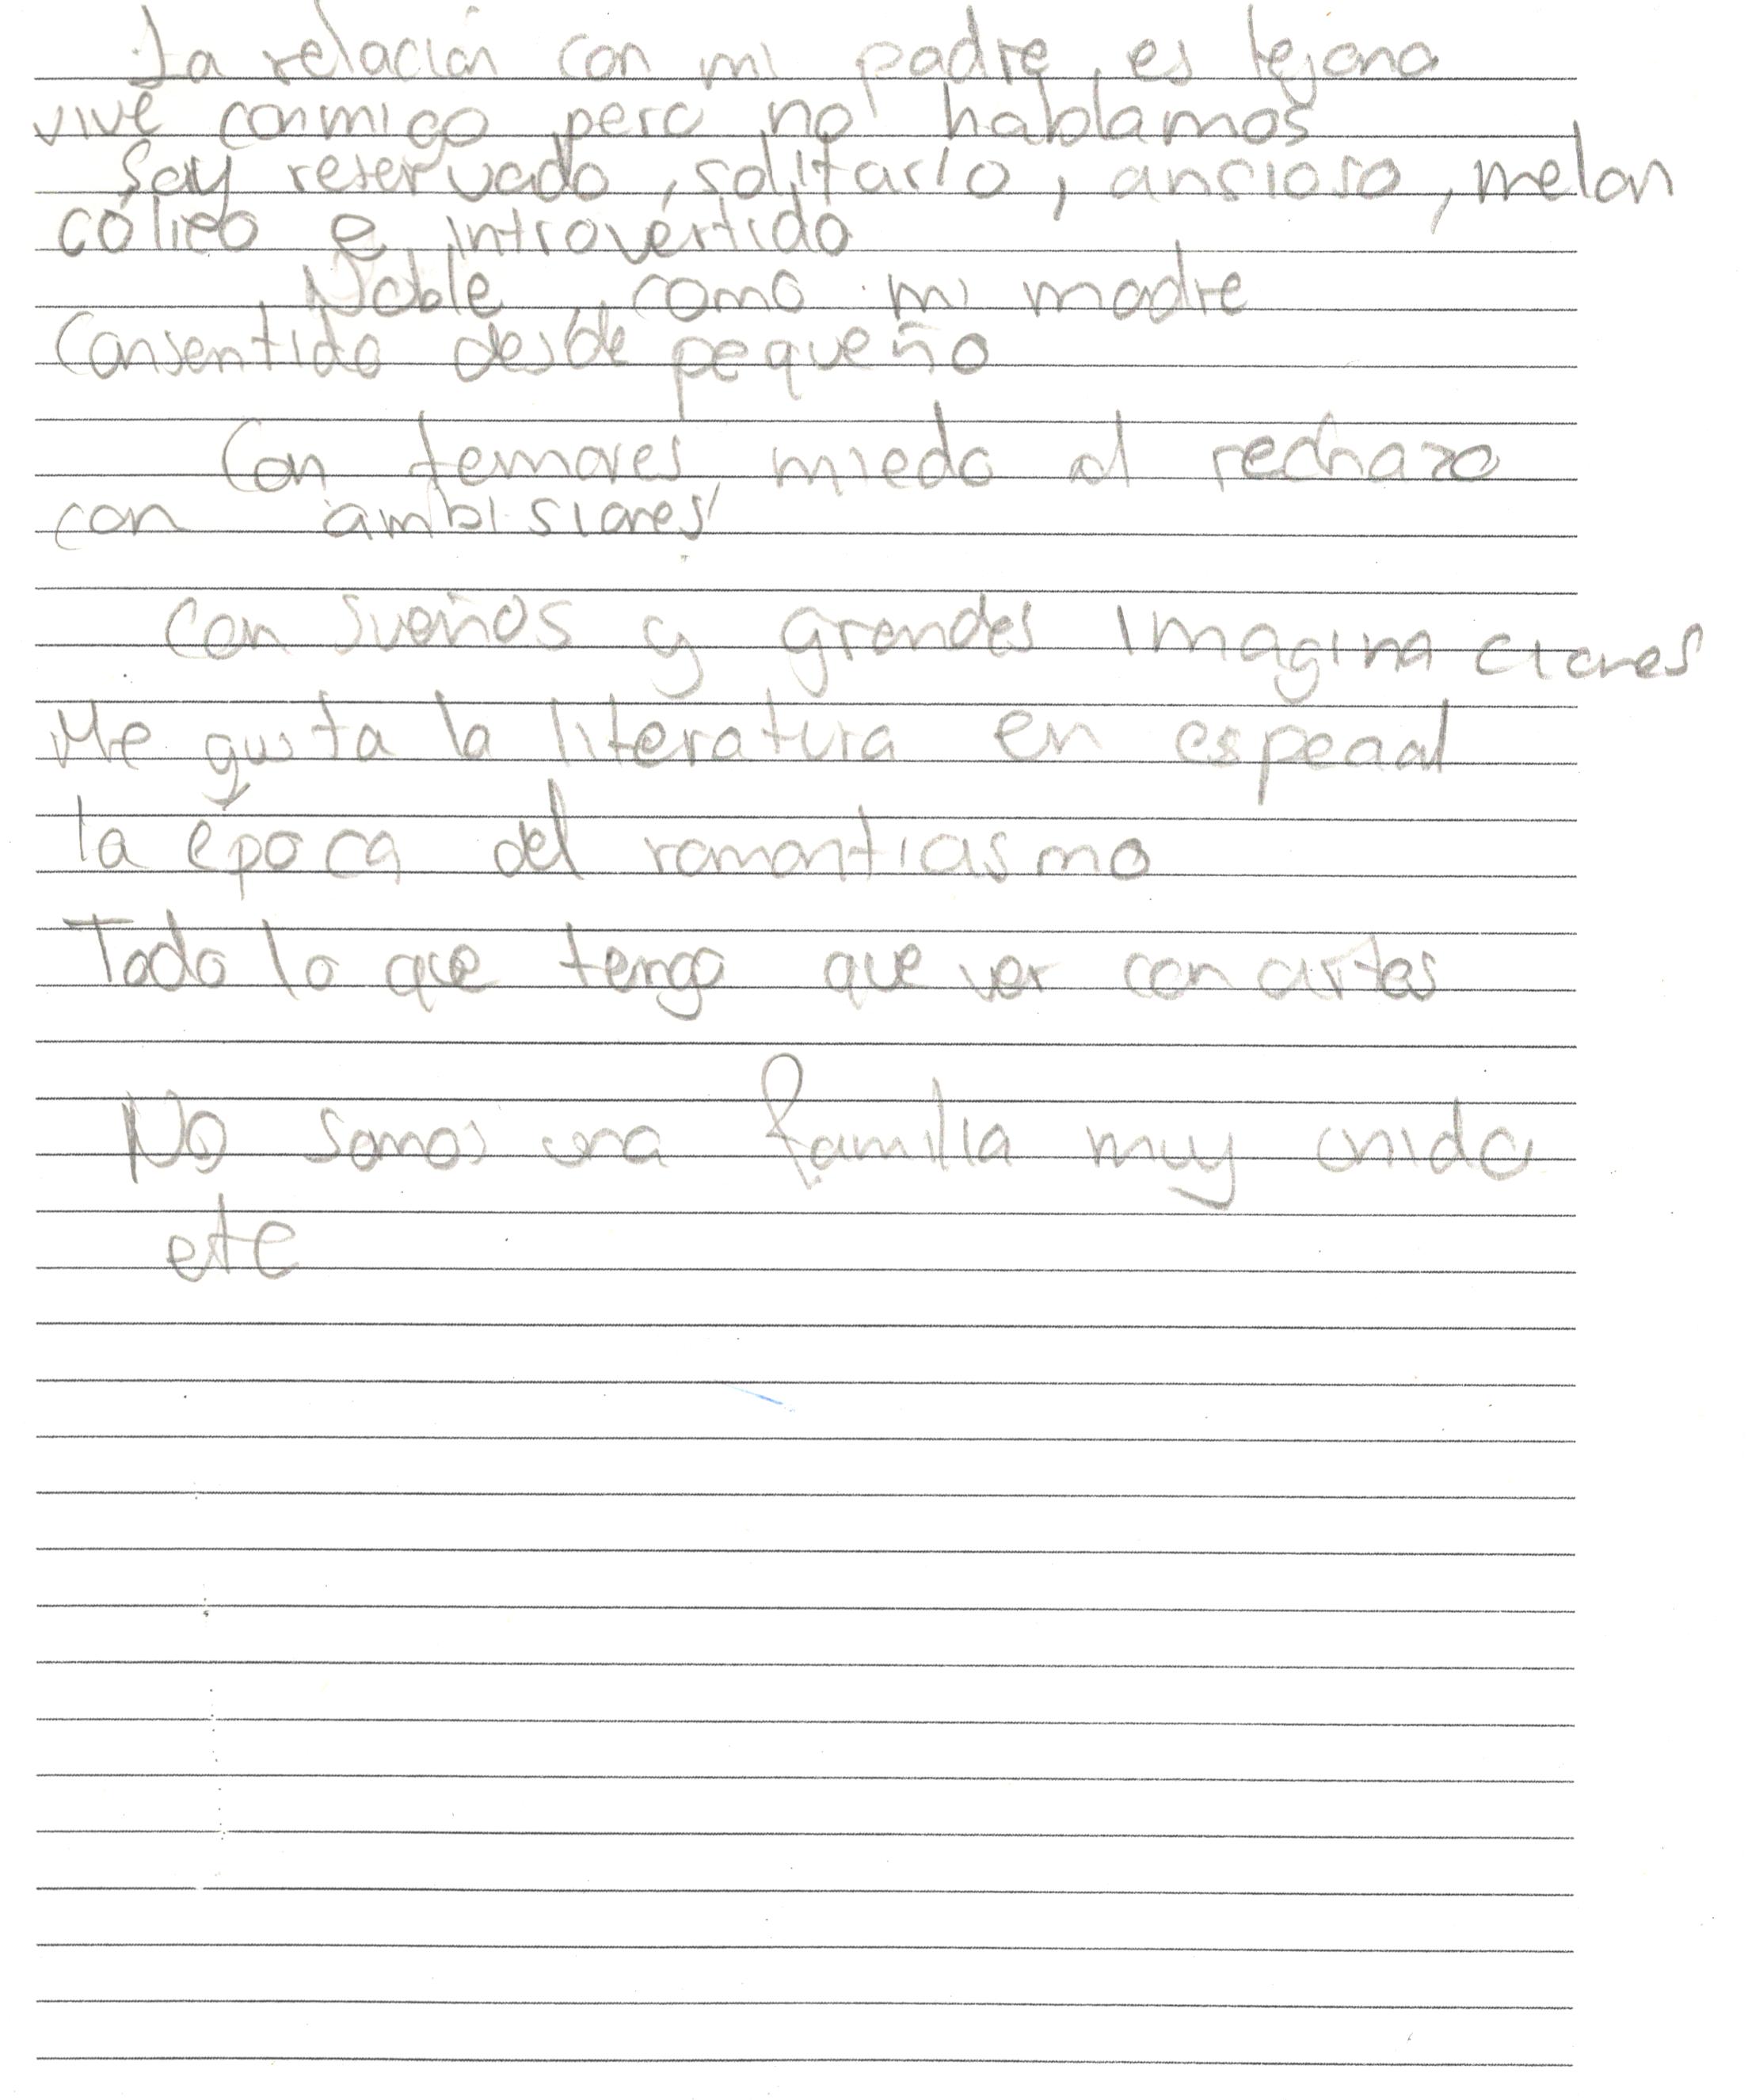 La relación con mi padre es lejana
vive conmigo pero no hablamos
Soy reservado, solitario, ansioso, melan
cólico e introvertido
Noble como mi madre
Consentido desde pequeño
Con temores miedo al rechazo
con ambisiones
Con sueños y grandes imaginaciones
Me gusta la literatura en especial
la época del romanticismo
Todo lo que tenga que ver con artes
No somos una familia muy unida
etc